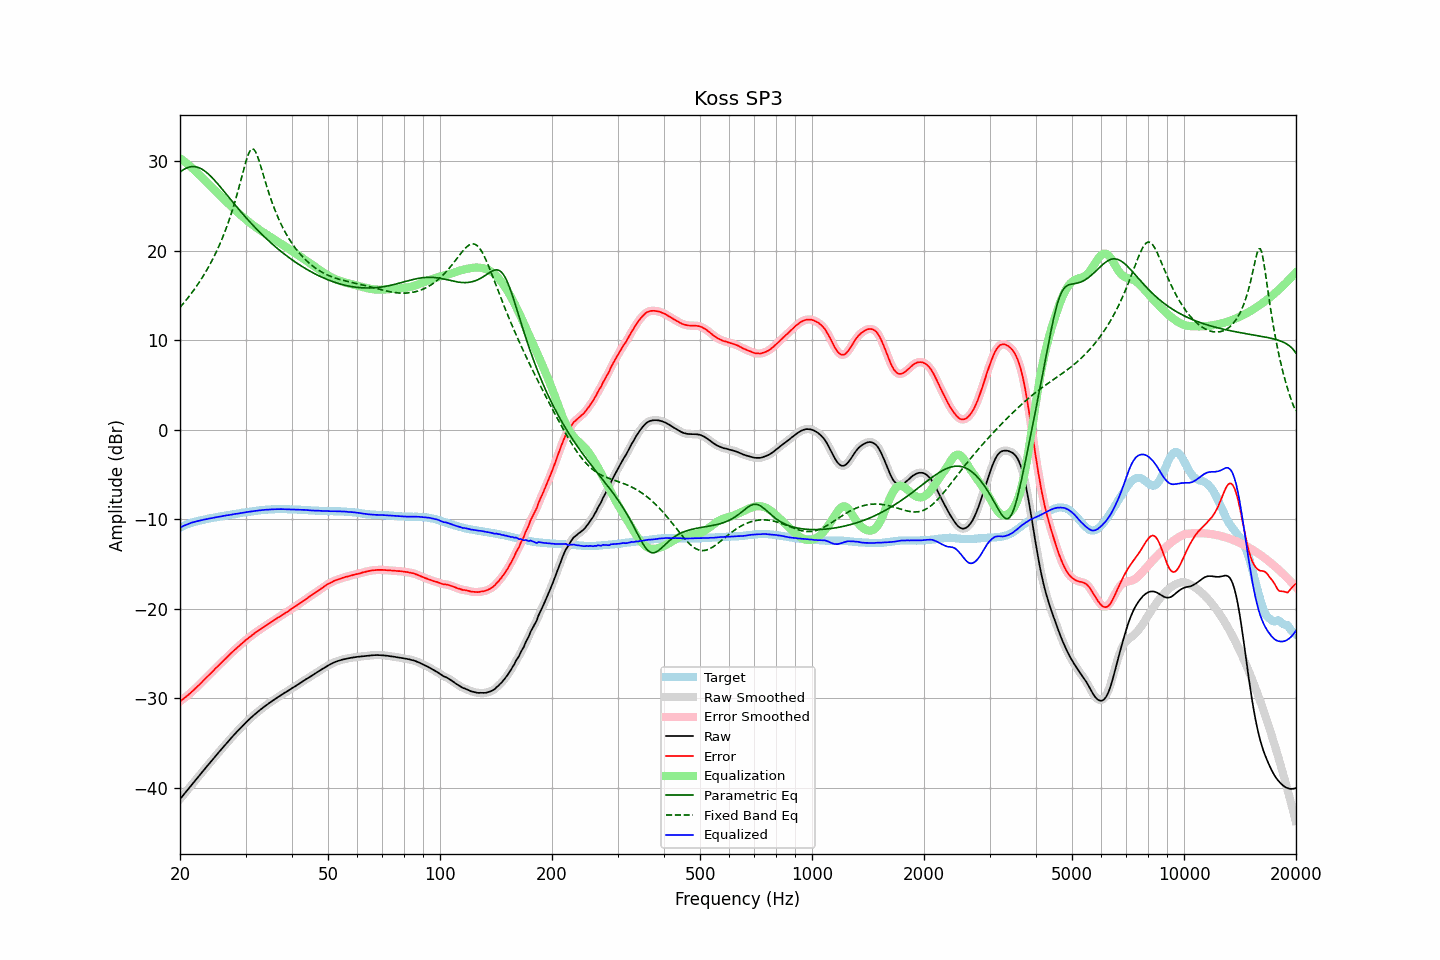 Koss SP3
Amplitude (dBr)
30
20
10
0
−10
−20
−30
−40
Target
Raw Smoothed
Error Smoothed
Raw
Error
Equalization
Parametric Eq
Fixed Band Eq
Equalized
20 50 100 200 500 1000 2000 5000 10000 20000
Frequency (Hz)